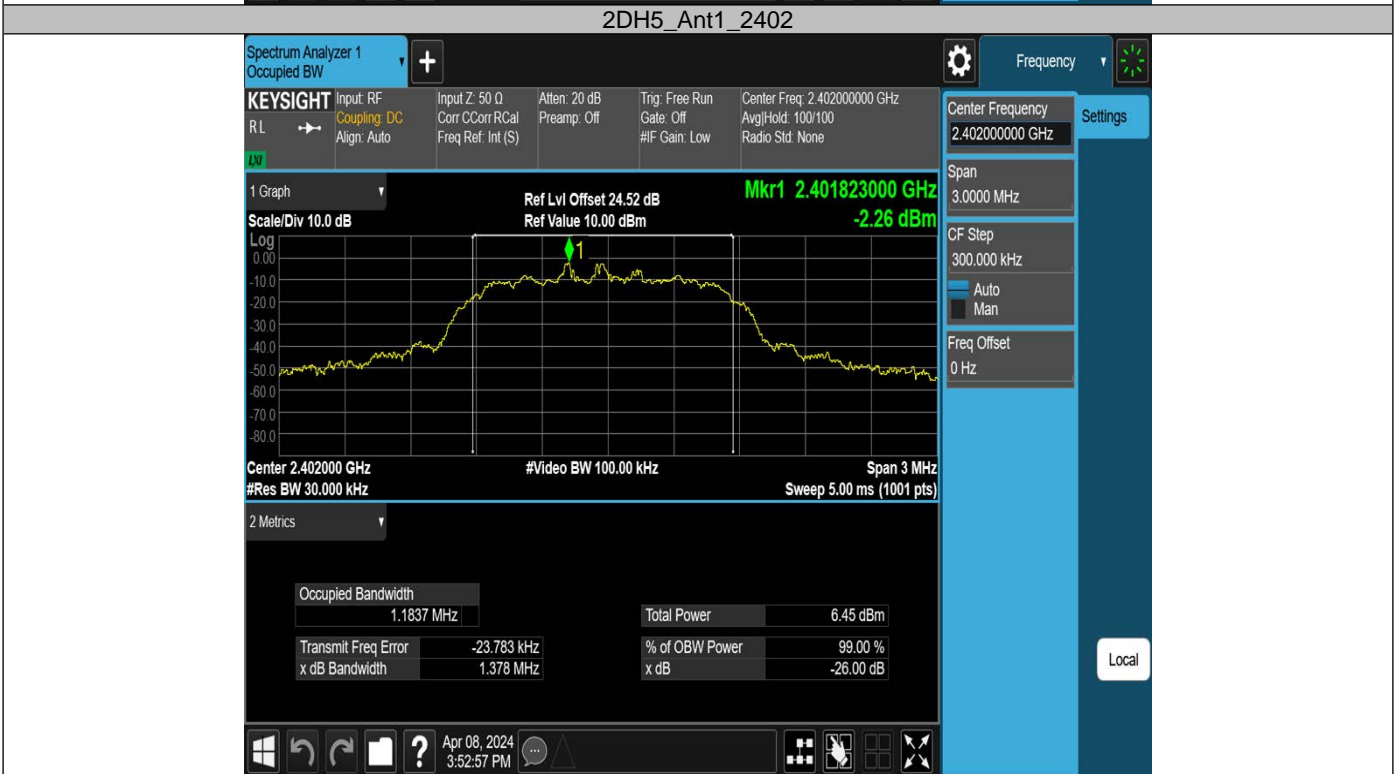 2DH5_Ant1_2402
Spectrum Analyzer 1
Occupied BW
+
Frequency
KEYSIGHT
R L
LXI
Input: RF
Coupling: DC
Align: Auto
Input Z: 50 Ω
Corr CCorr RCal
Freq Ref: Int (S)
Atten: 20 dB
Preamp: Off
Trig: Free Run
Gate: Off
#IF Gain: Low
Center Freq: 2.402000000 GHz
Avg|Hold: 100/100
Radio Std: None
Center Frequency
2.402000000 GHz
Settings
Span
3.0000 MHz
CF Step
300.000 kHz
Auto
Man
Freq Offset
0 Hz
Local
1 Graph
Scale/Div 10.0 dB
Ref Lvl Offset 24.52 dB
Ref Value 10.00 dBm
Mkr1 2.401823000 GHz
-2.26 dBm
Log
0.00
-10.0
-20.0
-30.0
-40.0
-50.0
-60.0
-70.0
-80.0
1
Center 2.402000 GHz
#Video BW 100.00 kHz
Span 3 MHz
#Res BW 30.000 kHz
Sweep 5.00 ms (1001 pts)
2 Metrics
Occupied Bandwidth
1.1837 MHz
Total Power 6.45 dBm
Transmit Freq Error -23.783 kHz
% of OBW Power 99.00 %
x dB Bandwidth 1.378 MHz
x dB -26.00 dB
?
Apr 08, 2024
3:52:57 PM